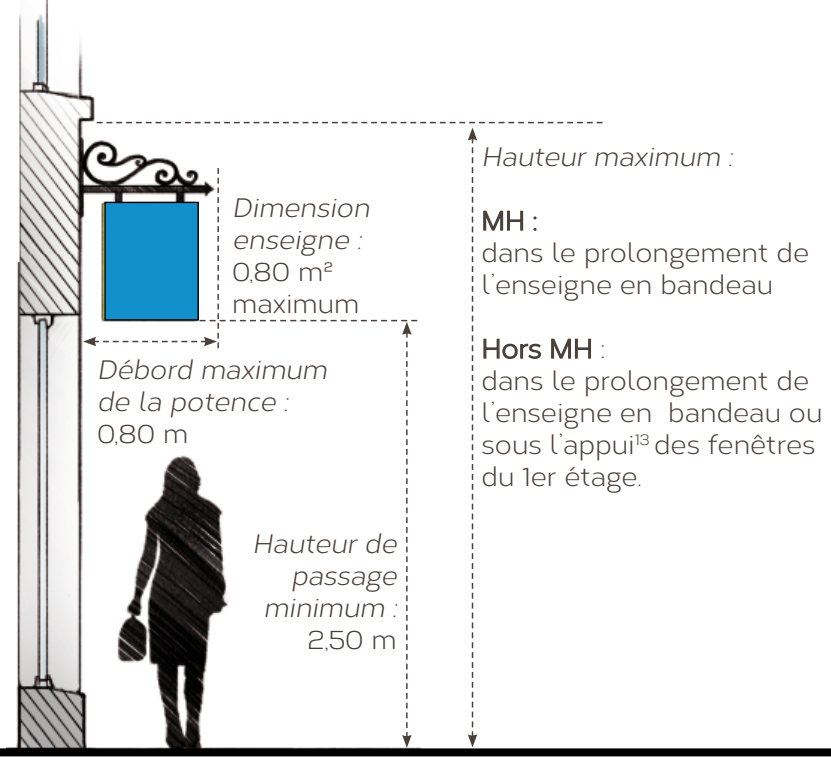 Hauteur maximum :
MH :
dans le prolongement de
l'enseigne en bandeau
Hors MH :
dans le prolongement de
l'enseigne en bandeau ou
sous l'appui¹³ des fenêtres
du 1er étage.
Dimension
enseigne :
0,80 m²
maximum
Débord maximum
de la potence :
0,80 m
Hauteur de
passage
minimum :
2,50 m